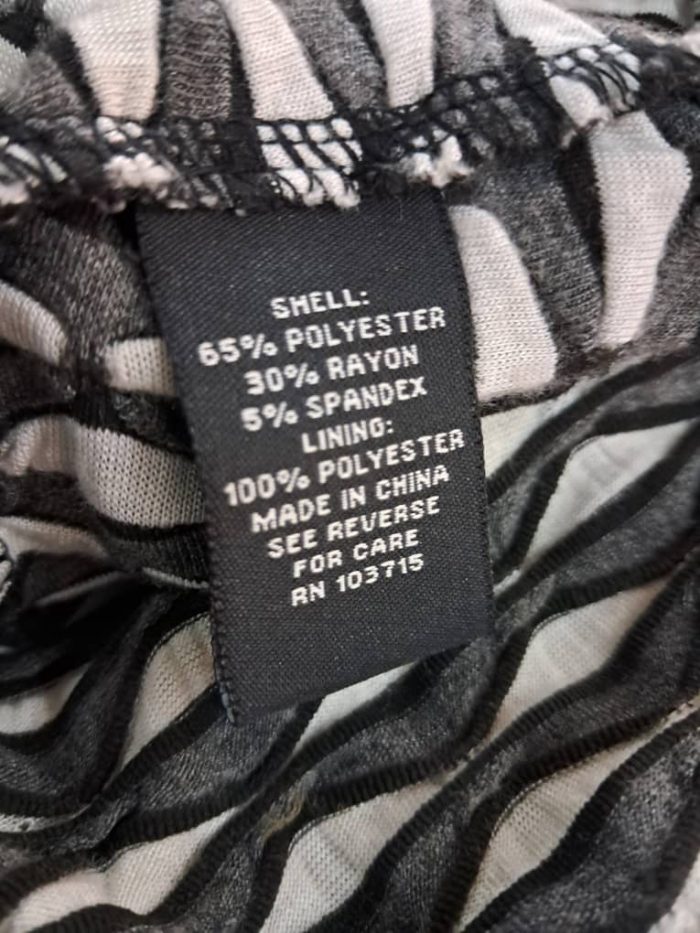 SHELL:
65% POLYESTER
30% RAYON
5% SPANDEX
LINING:
100% POLYESTER
MADE IN CHINA
SEE REVERSE
FOR CARE
RN 103715